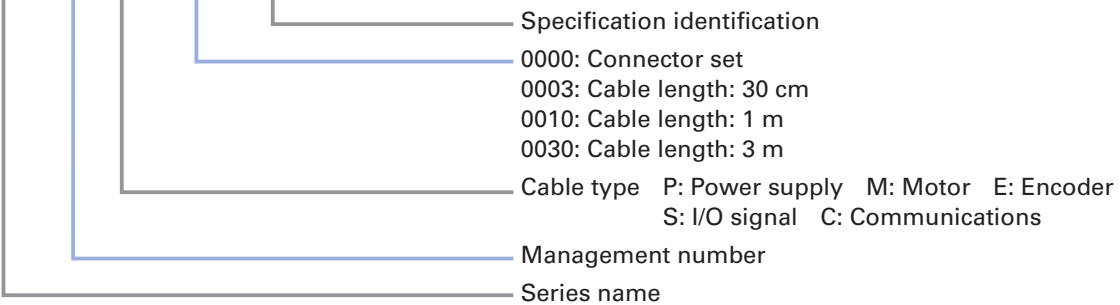 Specification identification
0000: Connector set
0003: Cable length: 30 cm
0010: Cable length: 1 m
0030: Cable length: 3 m
Cable type P: Power supply M: Motor E: Encoder
S: I/O signal C: Communications
Management number
Series name